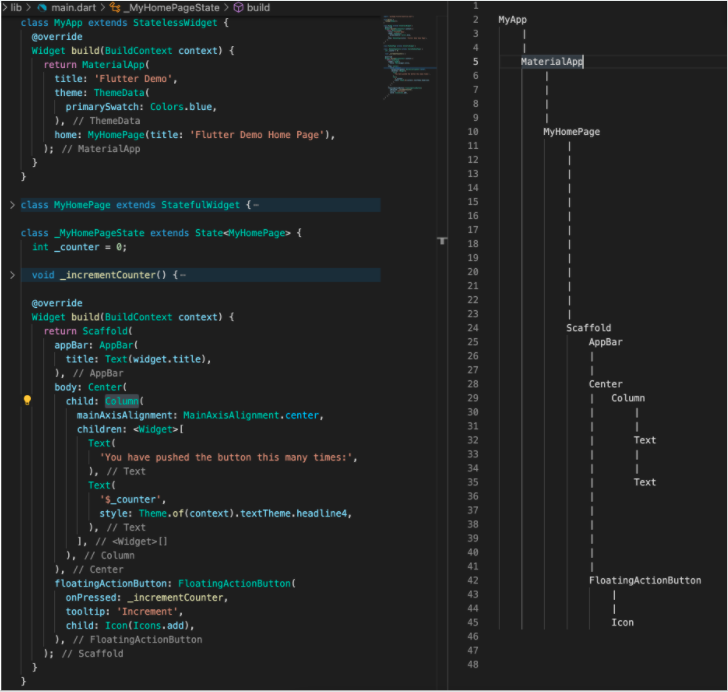 lib > main.dart > _MyHomePageState > build
class MyApp extends StatelessWidget {
@override
Widget build(BuildContext context) {
return MaterialApp(
title: 'Flutter Demo',
theme: ThemeData(
primarySwatch: Colors.blue,
), // ThemeData
home: MyHomePage(title: 'Flutter Demo Home Page'),
); // MaterialApp
}
}
class MyHomePage extends StatefulWidget {⋯
class _MyHomePageState extends State<MyHomePage> {
int _counter = 0;
void _incrementCounter() {⋯
@override
Widget build(BuildContext context) {
return Scaffold(
appBar: AppBar(
title: Text(widget.title),
), // AppBar
body: Center(
child: Column(
mainAxisAlignment: MainAxisAlignment.center,
children: <Widget>[
Text(
'You have pushed the button this many times:',
), // Text
Text(
'$_counter',
style: Theme.of(context).textTheme.headline4,
), // Text
], // <Widget>[]
), // Column
), // Center
floatingActionButton: FloatingActionButton(
onPressed: _incrementCounter,
tooltip: 'Increment',
child: Icon(Icons.add),
), // FloatingActionButton
); // Scaffold
}
}
1
2 MyApp
3 |
4 |
5 MaterialApp
6 |
7 |
8 |
9 |
10 MyHomePage
11 |
12 |
13 |
14 |
15 |
16 |
17 |
18 |
19 |
20 |
21 |
22 |
23 |
24 Scaffold
25 AppBar
26 |
27 |
28 Center
29 | Column
30 | |
31 | |
32 | Text
33 | |
34 | |
35 | Text
36 |
37 |
38 |
39 |
40 |
41 |
42 FloatingActionButton
43 |
44 |
45 Icon
46
47
48